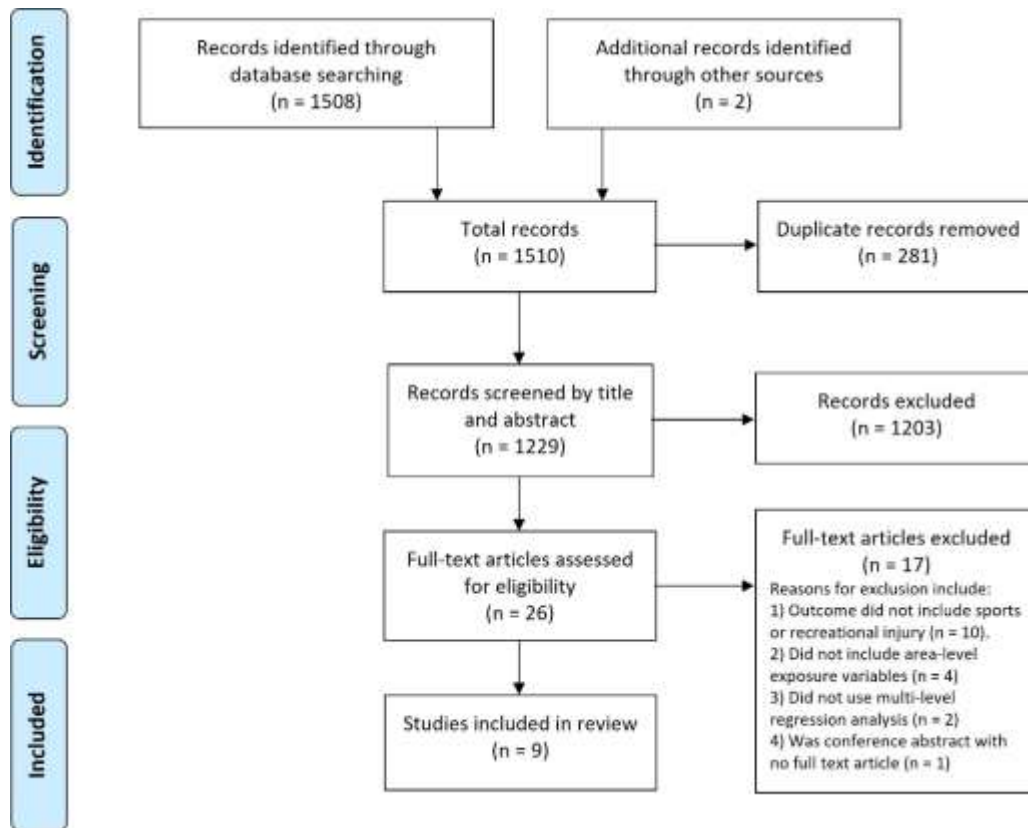 Identification
Records identified through
database searching
(n = 1508)
Additional records identified
through other sources
(n = 2)
Screening
Total records
(n = 1510)
Duplicate records removed
(n = 281)
Records screened by title
and abstract
(n = 1229)
Records excluded
(n = 1203)
Eligibility
Full-text articles assessed
for eligibility
(n = 26)
Full-text articles excluded
(n = 17)
Reasons for exclusion include:
1) Outcome did not include sports
or recreational injury (n = 10).
2) Did not include area-level
exposure variables (n = 4)
3) Did not use multi-level
regression analysis (n = 2)
4) Was conference abstract with
no full text article (n = 1)
Included
Studies included in review
(n = 9)